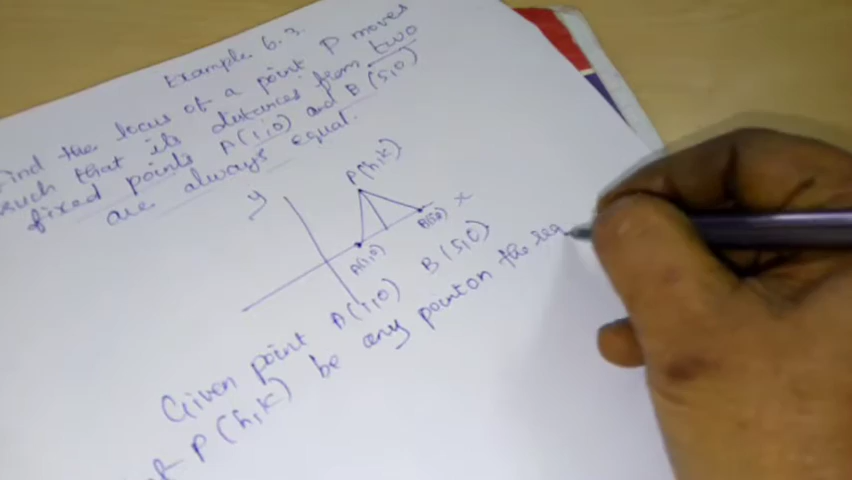 Example 6.3.
Find the locus of a point P moves
such that its distances from two
fixed points A(1,0) and B(5,0)
are always equal.
y
P(h,k)
x
A(1,0)
B(5,0)
Given point A(1,0) B(5,0)
P(h,k) be any point on the